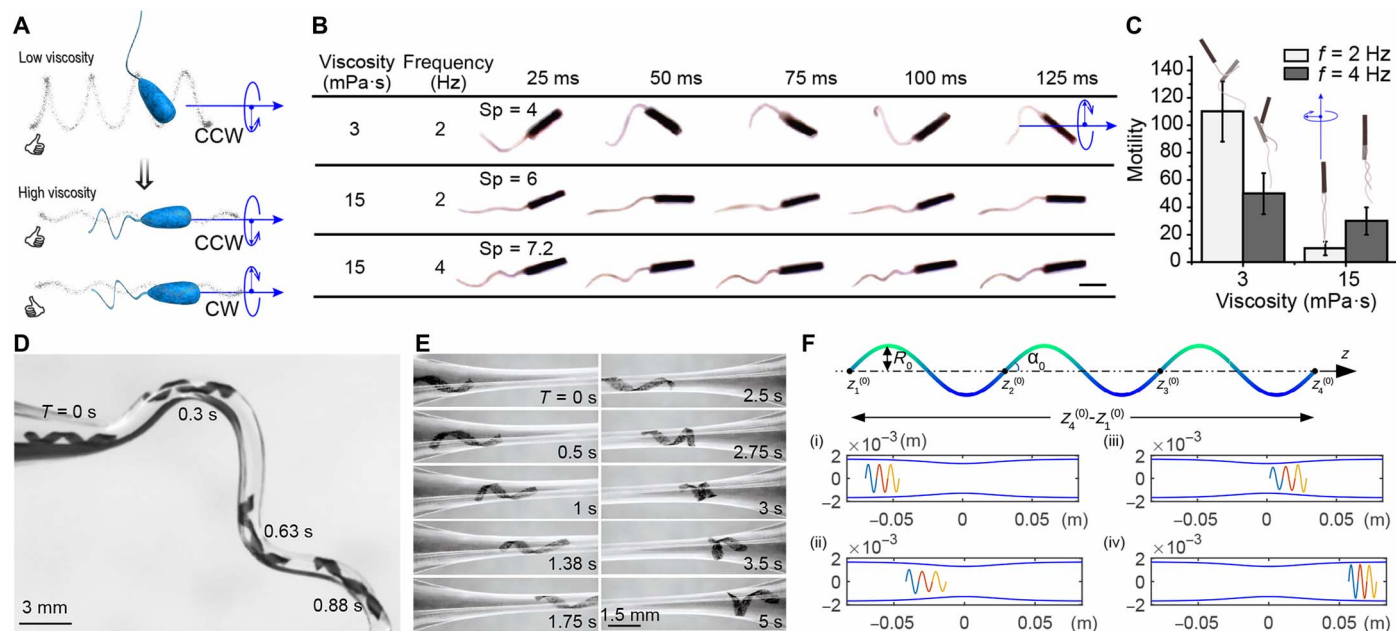 A
Low viscosity
CCW
High viscosity
CCW
CW
B
Viscosity (mPa·s) Frequency (Hz) 25 ms 50 ms 75 ms 100 ms 125 ms
Sp = 4
3 2
Sp = 6
15 2
Sp = 7.2
15 4
C
f = 2 Hz
f = 4 Hz
Motility
140
120
100
80
60
40
20
0
3 15
Viscosity (mPa·s)
D
T = 0 s
0.3 s
0.63 s
0.88 s
3 mm
E
T = 0 s
0.5 s
1 s
1.38 s
1.75 s
2.5 s
2.75 s
3 s
3.5 s
5 s
1.5 mm
F
R₀ α₀ z
z₁⁽⁰⁾ z₂⁽⁰⁾ z₃⁽⁰⁾ z₄⁽⁰⁾
z₄⁽⁰⁾-z₁⁽⁰⁾
(i) ×10⁻³ (m)
2
0
−2
−0.05 0 0.05 (m)
(ii) ×10⁻³
2
0
−2
−0.05 0 0.05 (m)
(iii) ×10⁻³
2
0
−2
−0.05 0 0.05 (m)
(iv) ×10⁻³
2
0
−2
−0.05 0 0.05 (m)